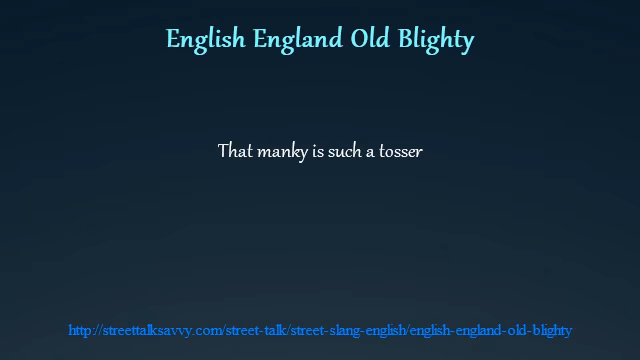 English England Old Blighty
That manky is such a tosser
http://streettalksavvy.com/street-talk/street-slang-english/english-england-old-blighty